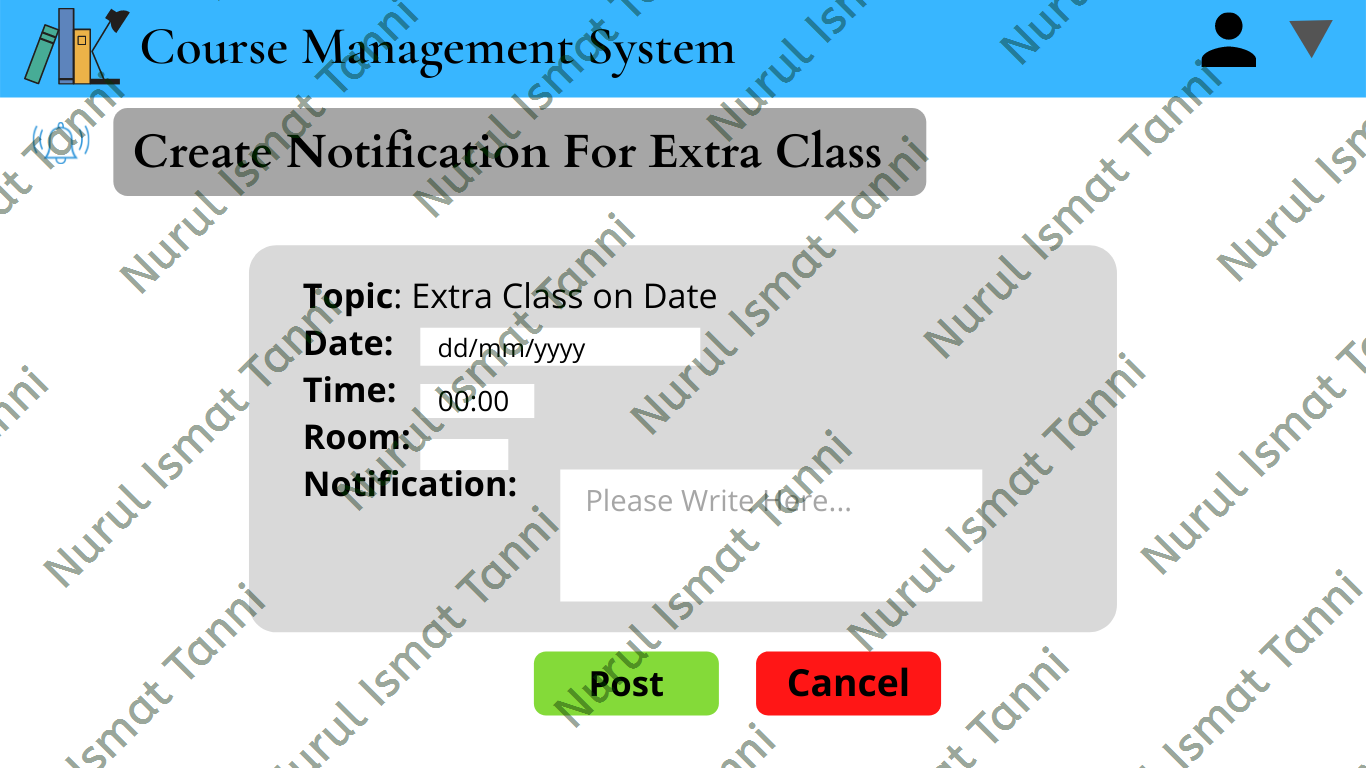 Course Management System
Create Notification For Extra Class
Topic: Extra Class on Date
Date: dd/mm/yyyy
Time: 00:00
Room:
Notification: Please Write Here...
Post Cancel
Nurul Ismat Tanni